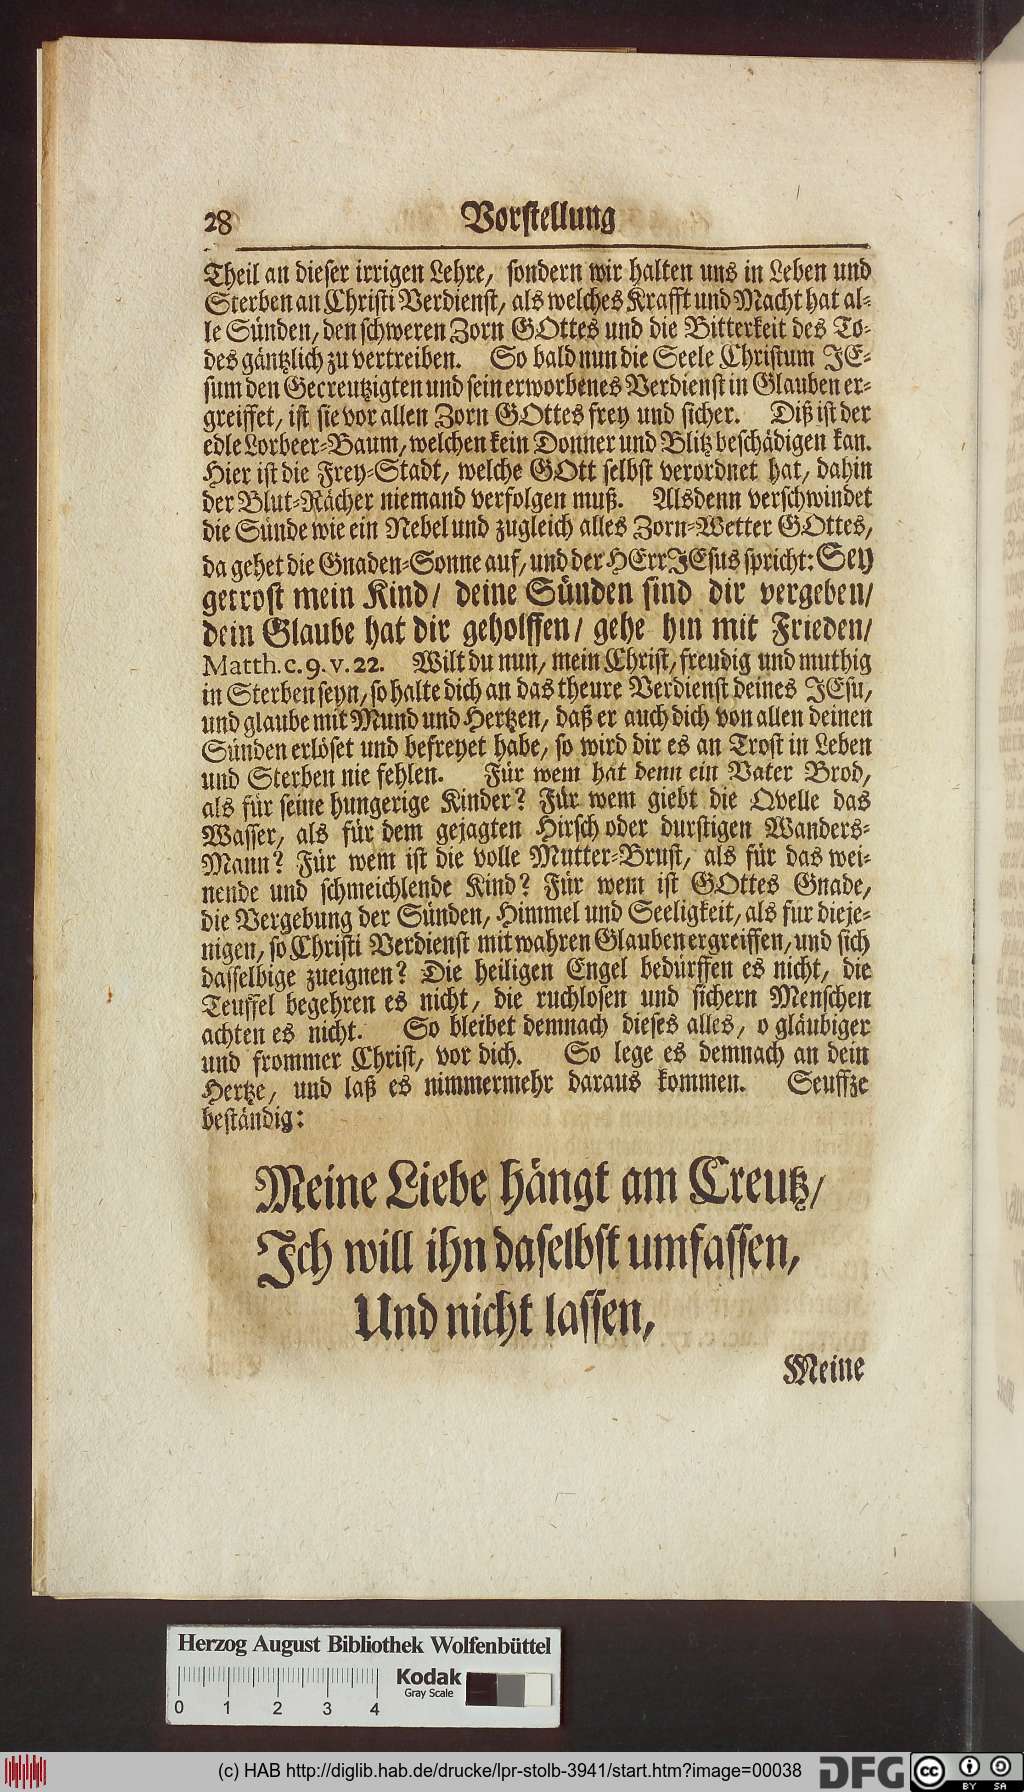 28
Vorstellung
Theil an dieser irrigen Lehre, sondern wir halten uns in Leben und
Sterben an Christi Verdienst, als welches Krafft und Macht hat al-
le Sünden, den schweren Zorn GOttes und die Bitterkeit des To-
des gäntzlich zu vertreiben. So bald nun die Seele Christum JE-
sum den Gecreutzigten und sein erworbenes Verdienst in Glauben er-
greiffet, ist sie vor allen Zorn GOttes frey und sicher. Diß ist der
edle Lorbeer-Baum, welchen kein Donner und Blitz beschädigen kan.
Hier ist die Frey-Stadt, welche GOtt selbst verordnet hat, dahin
der Blut-Rächer niemand verfolgen muß. Alsdenn verschwindet
die Sünde wie ein Nebel und zugleich alles Zorn-Wetter GOttes,
da gehet die Gnaden-Sonne auf, und der HErr JEsus spricht: Sey
getrost mein Kind/ deine Sünden sind dir vergeben/
dein Glaube hat dir geholffen/ gehe hin mit Frieden/
Matth. c. 9. v. 22. Wilt du nun, mein Christ, freudig und muthig
in Sterben seyn, so halte dich an das theure Verdienst deines JEsu,
und glaube mit Mund und Hertzen, daß er auch dich von allen deinen
Sünden erlöset und befreyet habe, so wird dir es an Trost in Leben
und Sterben nie fehlen. Für wem hat denn ein Vater Brod,
als für seine hungerige Kinder? Für wem giebt die Qvelle das
Wasser, als für dem gejagten Hirsch oder durstigen Wanders-
Mann? Für wem ist die volle Mutter-Brust, als für das wei-
nende und schmeichlende Kind? Für wem ist GOttes Gnade,
die Vergebung der Sünden, Himmel und Seeligkeit, als für dieje-
nigen, so Christi Verdienst mit wahren Glauben ergreiffen, und sich
dasselbige zueignen? Die heiligen Engel bedürffen es nicht, die
Teuffel begehren es nicht, die ruchlosen und sichern Menschen
achten es nicht. So bleibet demnach dieses alles, o gläubiger
und frommer Christ, vor dich. So lege es demnach an dein
Hertze, und laß es nimmermehr daraus kommen. Seuffze
beständig:
Meine Liebe hängt am Creutz/
Ich will ihn daselbst umfassen,
Und nicht lassen,
Meine
Herzog August Bibliothek Wolfenbüttel
Kodak
Gray Scale
0 1 2 3 4
(c) HAB http://diglib.hab.de/drucke/lpr-stolb-3941/start.htm?image=00038
DFG
cc BY SA